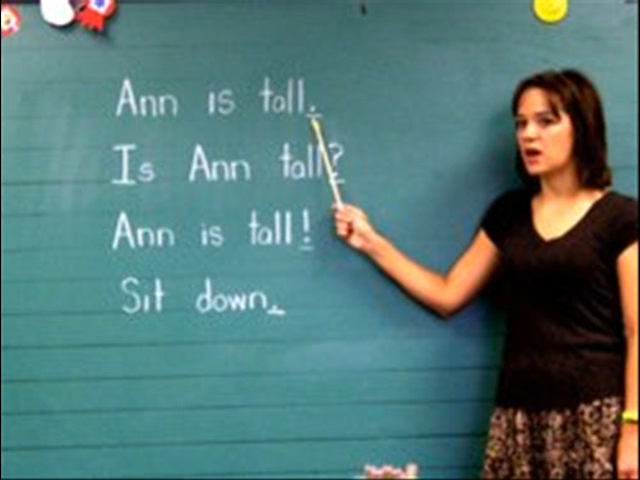 Ann is tall.
Is Ann tall?
Ann is tall!
Sit down.